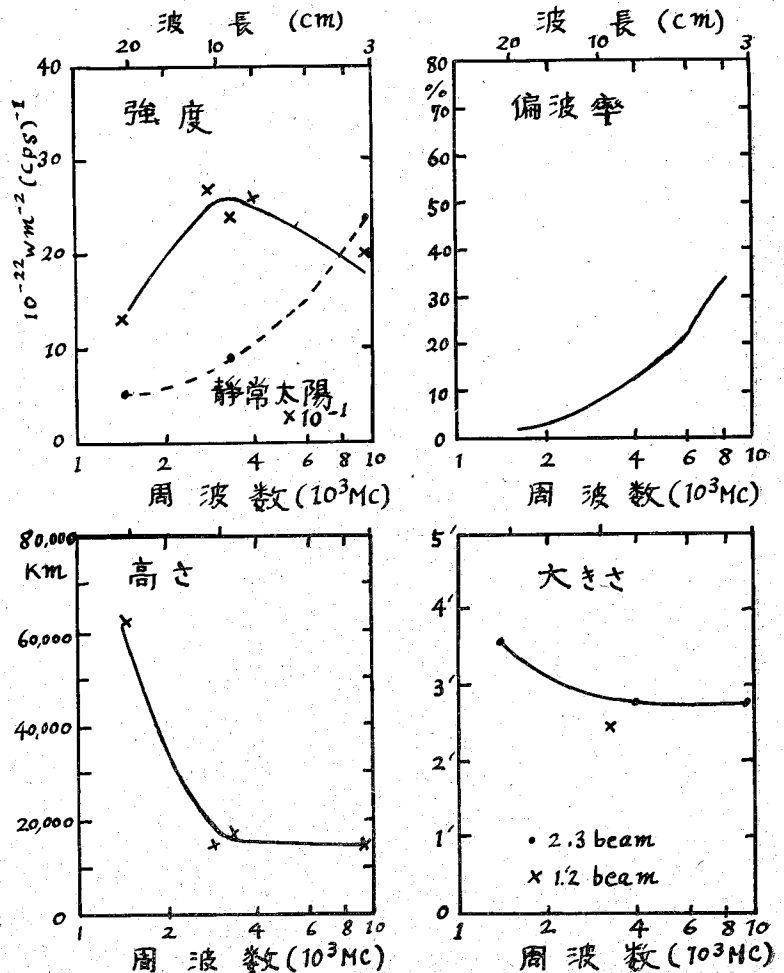 波 長 (cm)
20 10 3
40
30
20
10
0
10⁻²² wm⁻² (cps)⁻¹
強度
静常太陽
×10⁻¹
1 2 4 6 8 10
周 波 数 (10³MC)
波 長 (cm)
20 10 3
80
%
70
60
50
40
30
20
10
0
偏波率
1 2 4 6 8 10
周 波 数 (10³MC)
80,000
Km
60,000
40,000
20,000
0
高さ
1 2 4 6 8 10
周 波 数 (10³MC)
5′
4′
3′
2′
1′
0
大きさ
• 2.3 beam
× 1.′2 beam
1 2 4 6 8 10
周 波 数 (10³MC)